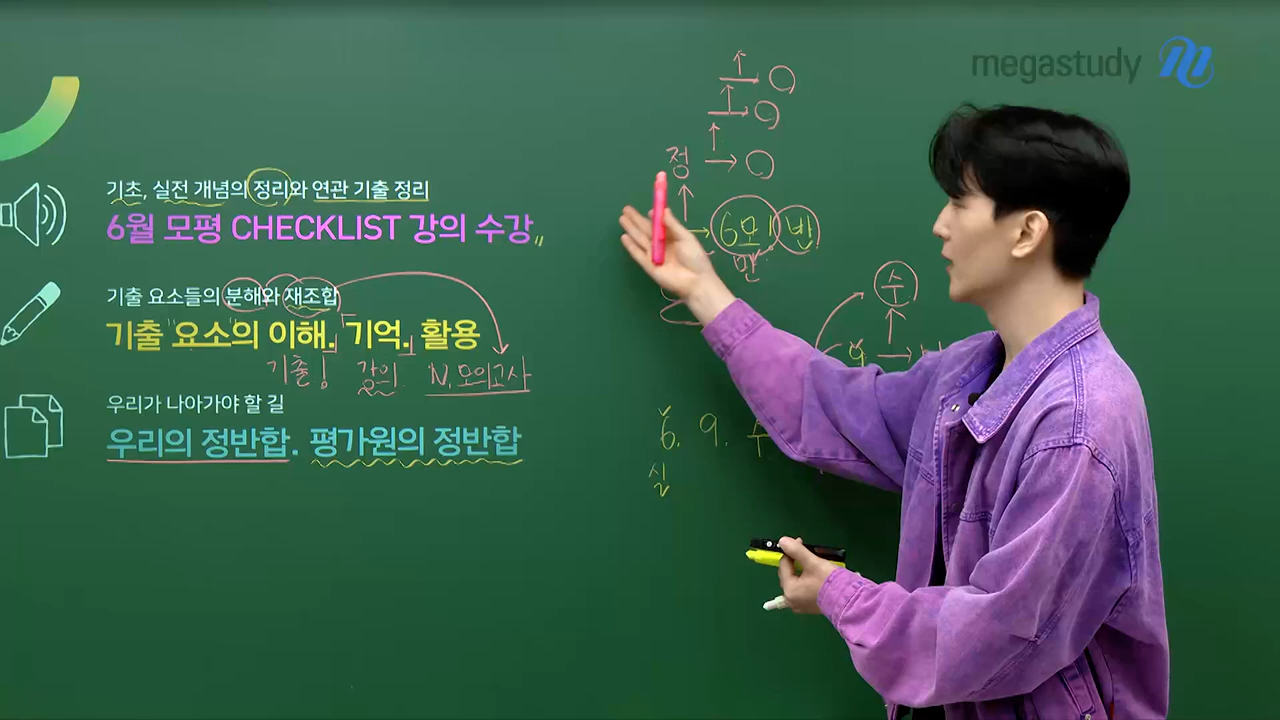 megastudy
기초, 실전 개념의 정리와 연관 기출 정리
6월 모평 CHECKLIST 강의 수강
기출 요소들의 분해와 재조합
기출 "요소"의 이해. 기억. 활용
기출! 강의 N.모의고사
우리가 나아가야 할 길
우리의 정반합. 평가원의 정반합
정
6모 반
만
수
6. 9. 수
실